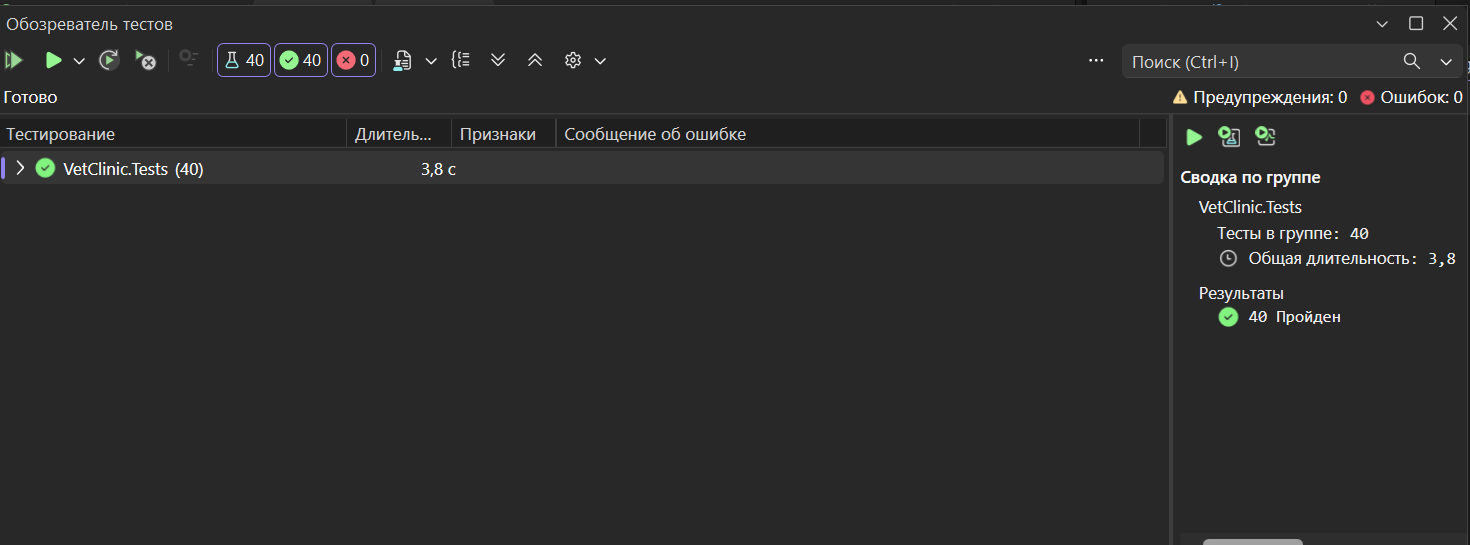 Обозреватель тестов
40 40 0
Поиск (Ctrl+I)
Готово
Предупреждения: 0 Ошибок: 0
Тестирование Длитель... Признаки Сообщение об ошибке
VetClinic.Tests (40) 3,8 с
Сводка по группе
VetClinic.Tests
Тесты в группе: 40
Общая длительность: 3,8
Результаты
40 Пройден